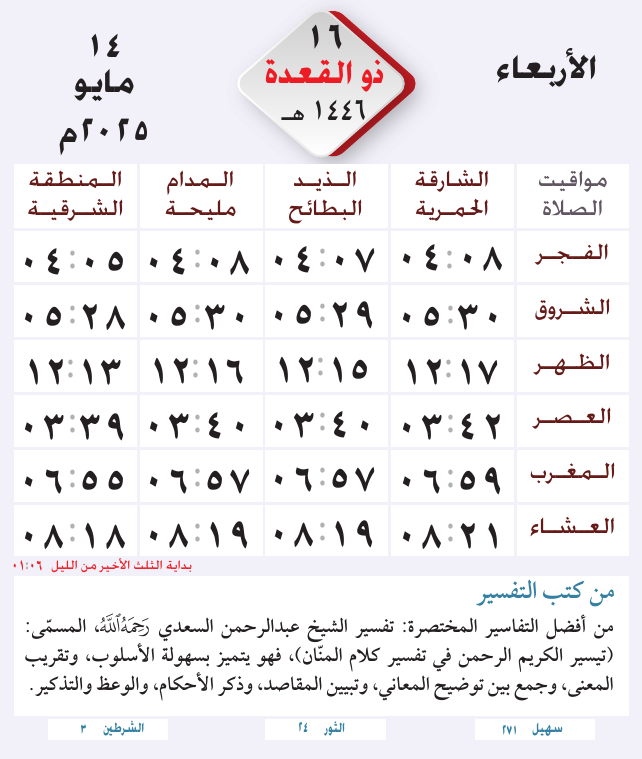 الأربعاء
١٦
ذو القعدة
١٤٤٦ هـ
١٤
مايو
٢٠٢٥م
مواقيت الصلاة | الشارقة الحمرية | الذيد البطائح | المدام مليحة | المنطقة الشرقية
الفجر | ٠٤:٠٨ | ٠٤:٠٧ | ٠٤:٠٨ | ٠٤:٠٥
الشروق | ٠٥:٣٠ | ٠٥:٢٩ | ٠٥:٣٠ | ٠٥:٢٨
الظهر | ١٢:١٧ | ١٢:١٥ | ١٢:١٦ | ١٢:١٣
العصر | ٠٣:٤٢ | ٠٣:٤٠ | ٠٣:٤٠ | ٠٣:٣٩
المغرب | ٠٦:٥٩ | ٠٦:٥٧ | ٠٦:٥٧ | ٠٦:٥٥
العشاء | ٠٨:٢١ | ٠٨:١٩ | ٠٨:١٩ | ٠٨:١٨
بداية الثلث الأخير من الليل ٠١:٠٦
من كتب التفسير
من أفضل التفاسير المختصرة: تفسير الشيخ عبدالرحمن السعدي رَحِمَهُ ٱللَّهُ، المسمّى:
(تيسير الكريم الرحمن في تفسير كلام المنّان)، فهو يتميز بسهولة الأسلوب، وتقريب
المعنى، وجمع بين توضيح المعاني، وتبيين المقاصد، وذكر الأحكام، والوعظ والتذكير.
سهيل ٢٧١
الثور ٢٤
الشرطين ٣